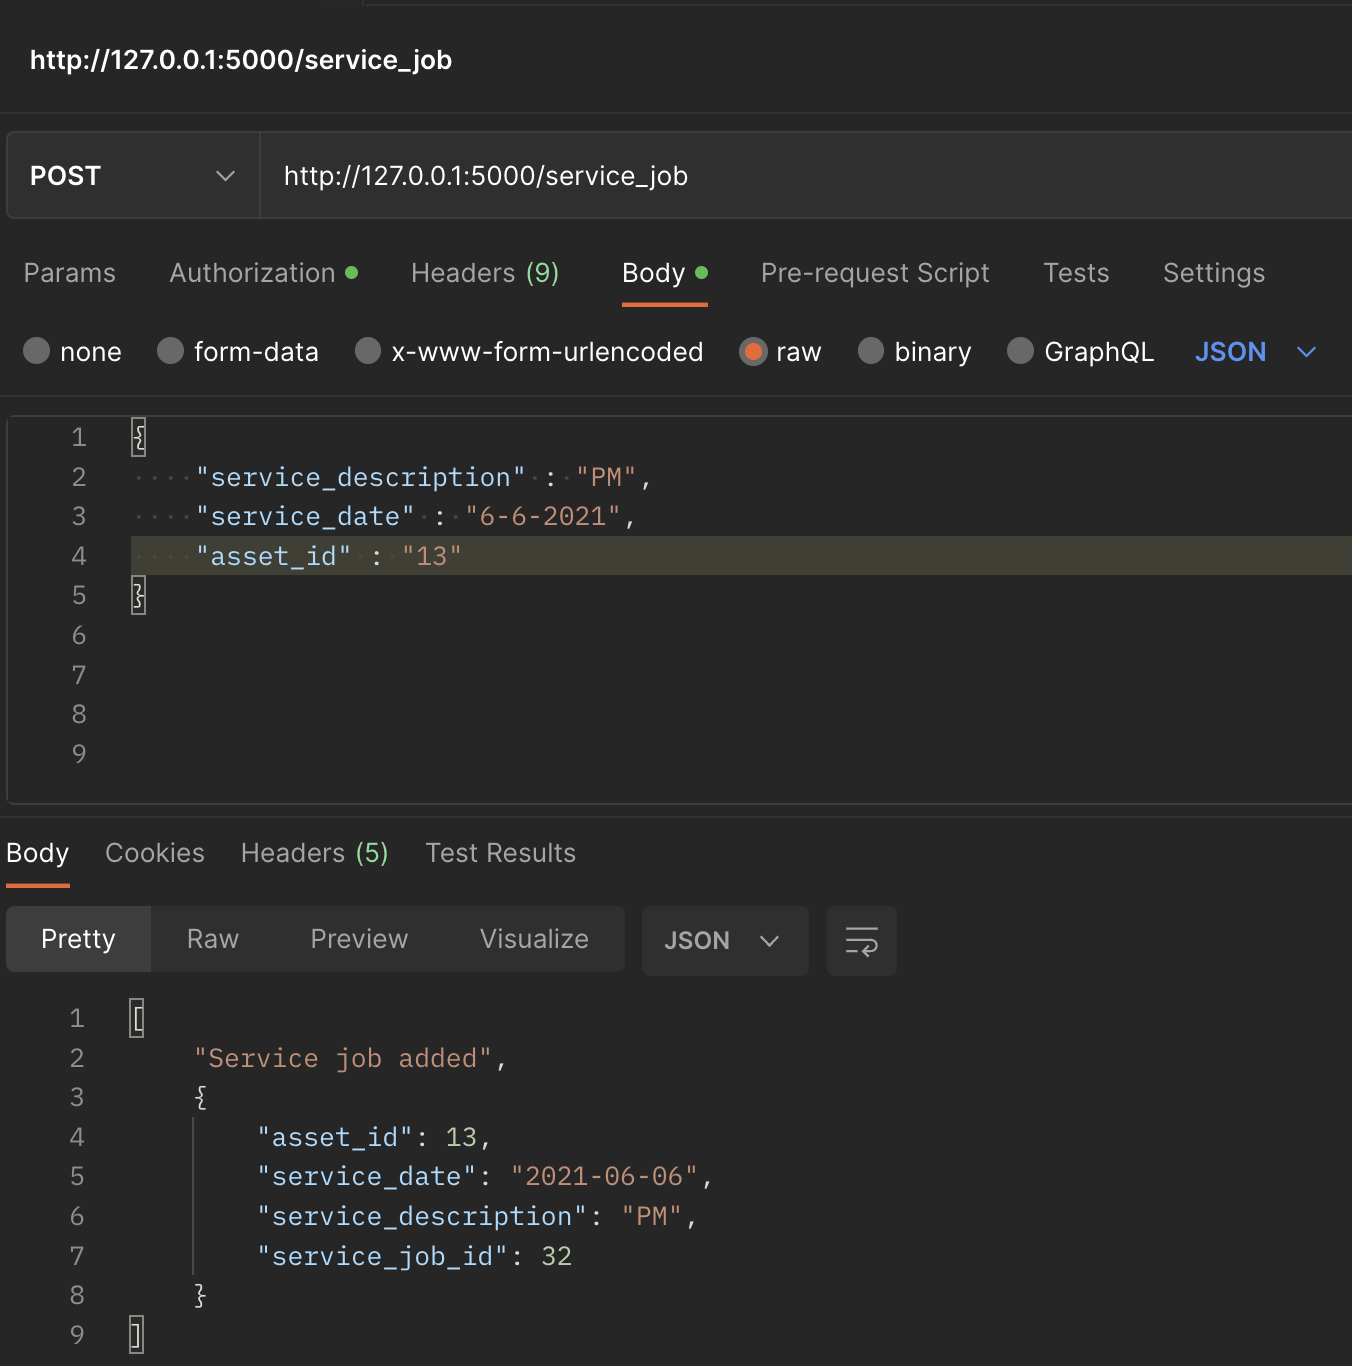 http://127.0.0.1:5000/service_job
POST http://127.0.0.1:5000/service_job
Params Authorization Headers (9) Body Pre-request Script Tests Settings
none form-data x-www-form-urlencoded raw binary GraphQL JSON
1 {
2 ····"service_description"·:·"PM",
3 ····"service_date"·:·"6-6-2021",
4 ····"asset_id"·:·"13"
5 }
6
7
8
9
Body Cookies Headers (5) Test Results
Pretty Raw Preview Visualize JSON
1 [
2 "Service job added",
3 {
4 "asset_id": 13,
5 "service_date": "2021-06-06",
6 "service_description": "PM",
7 "service_job_id": 32
8 }
9 ]